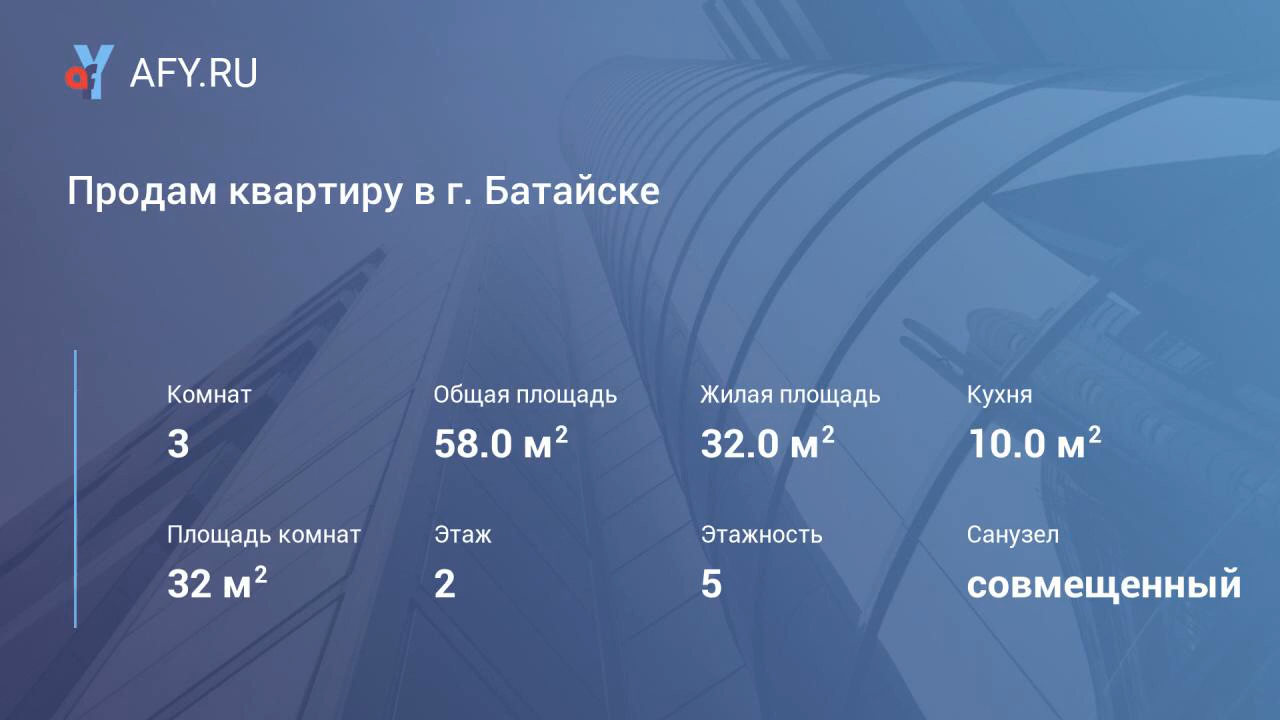 AFY.RU
Продам квартиру в г. Батайске
Комнат
3
Общая площадь
58.0 м²
Жилая площадь
32.0 м²
Кухня
10.0 м²
Площадь комнат
32 м²
Этаж
2
Этажность
5
Санузел
совмещенный